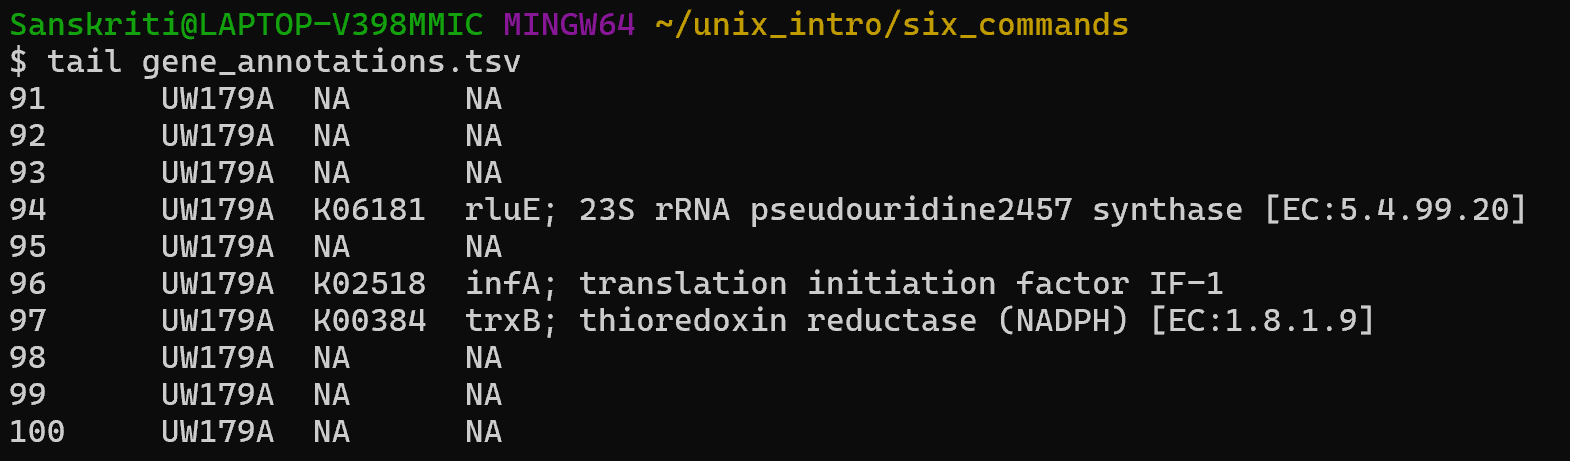 Sanskriti@LAPTOP-V398MMIC MINGW64 ~/unix_intro/six_commands
$ tail gene_annotations.tsv
91 UW179A NA NA
92 UW179A NA NA
93 UW179A NA NA
94 UW179A K06181 rluE; 23S rRNA pseudouridine2457 synthase [EC:5.4.99.20]
95 UW179A NA NA
96 UW179A K02518 infA; translation initiation factor IF-1
97 UW179A K00384 trxB; thioredoxin reductase (NADPH) [EC:1.8.1.9]
98 UW179A NA NA
99 UW179A NA NA
100 UW179A NA NA